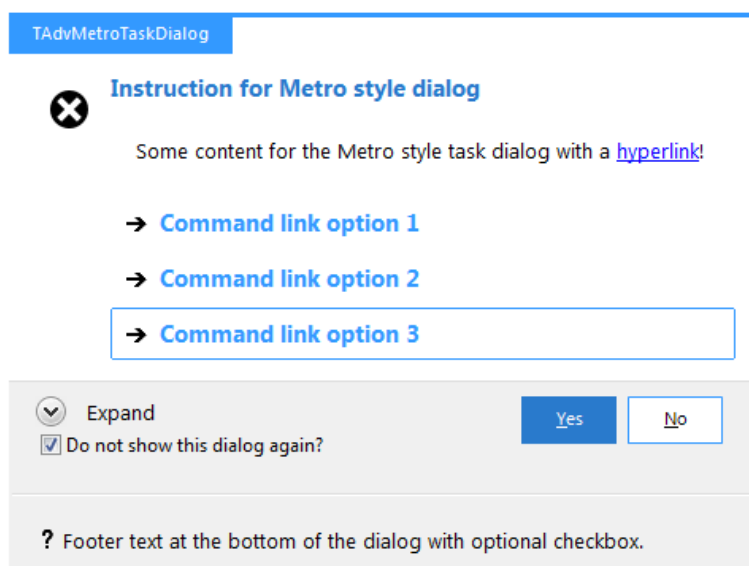 TAdvMetroTaskDialog
Instruction for Metro style dialog
Some content for the Metro style task dialog with a hyperlink!
Command link option 1
Command link option 2
Command link option 3
Expand
Yes
No
Do not show this dialog again?
? Footer text at the bottom of the dialog with optional checkbox.